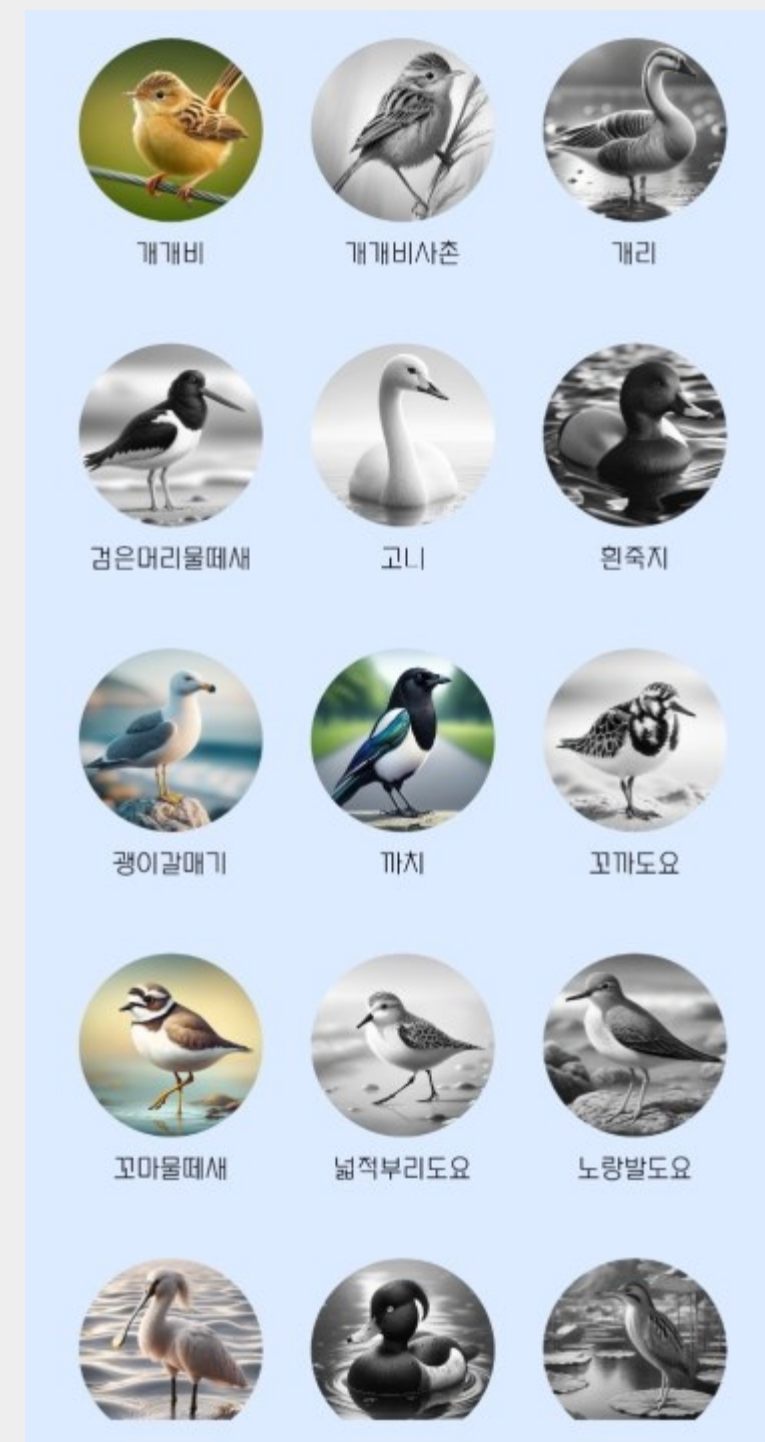 개개비
개개비사촌
개리
검은머리물떼새
고니
흰죽지
괭이갈매기
까치
꼬까도요
꼬마물떼새
넓적부리도요
노랑발도요